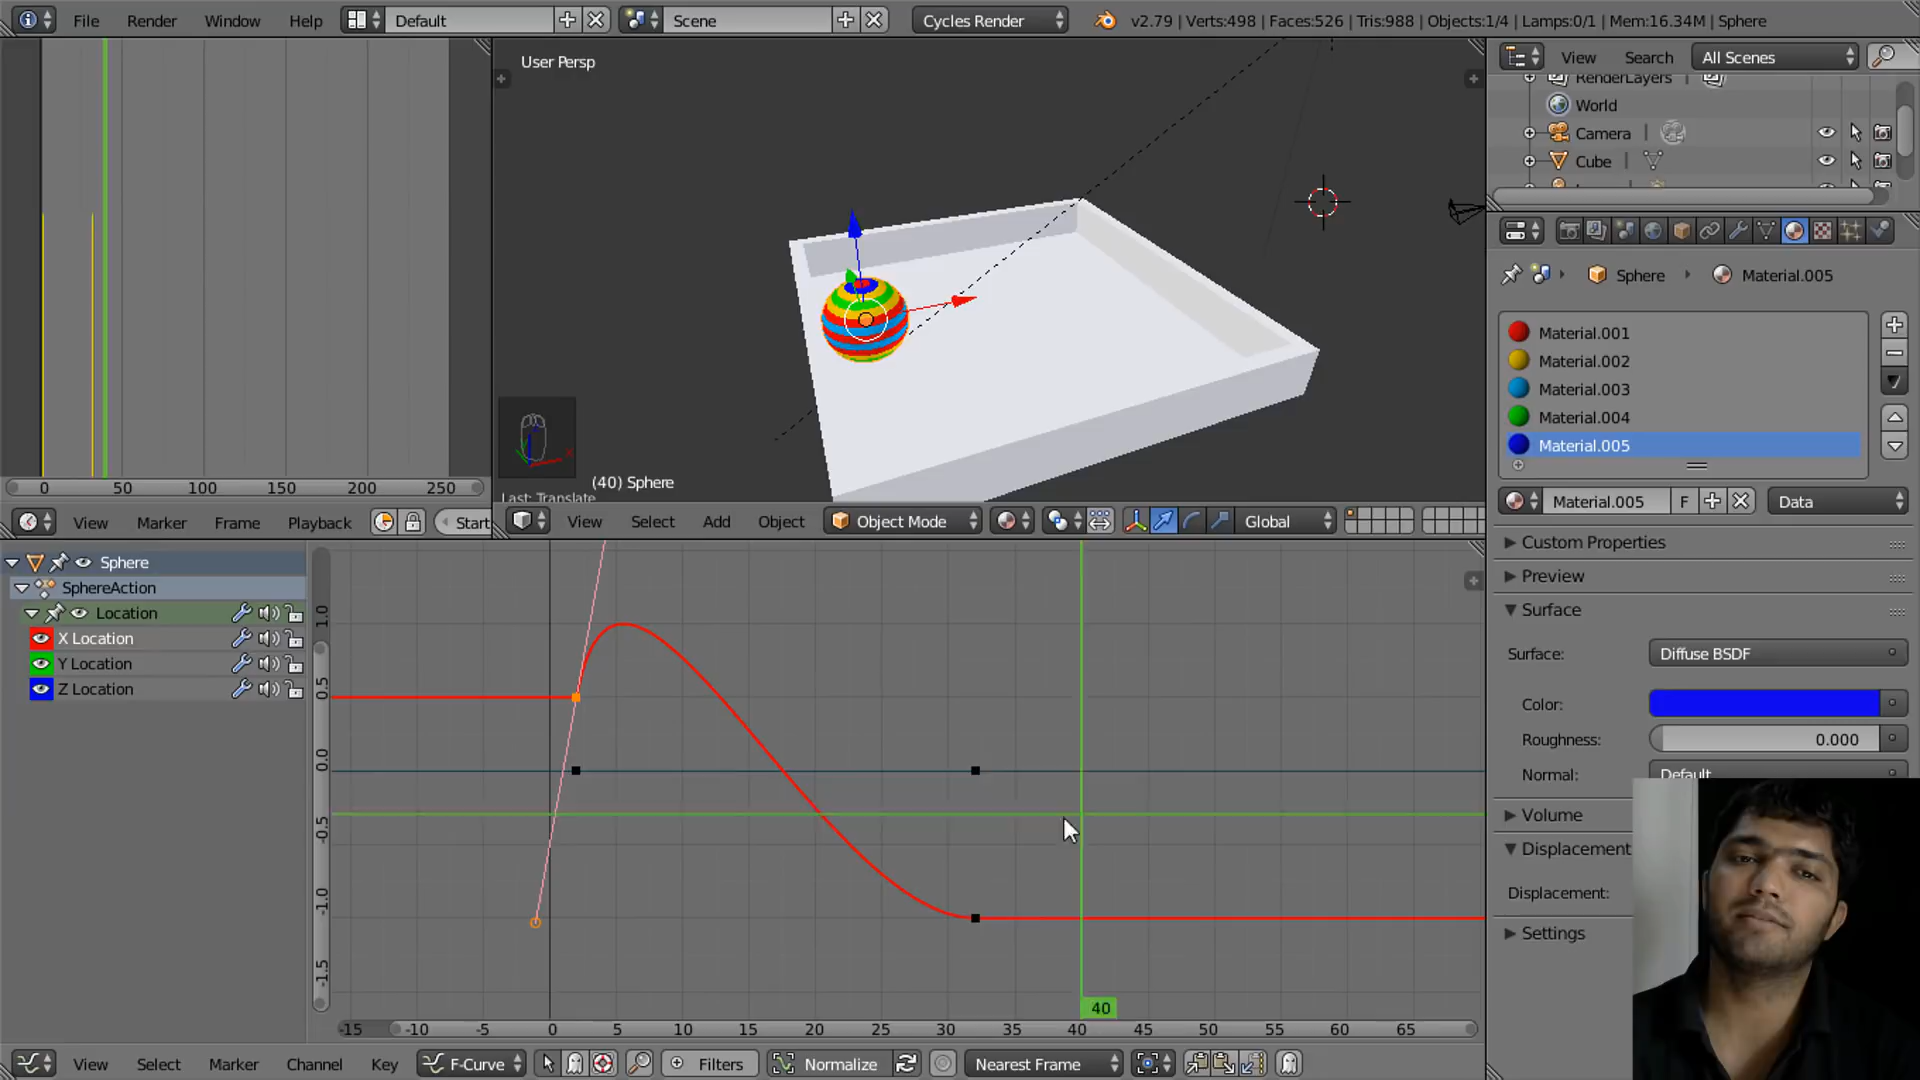 File Render Window Help Default Scene Cycles Render v2.79 | Verts:498 | Faces:526 | Tris:988 | Objects:1/4 | Lamps:0/1 | Mem:16.34M | Sphere
User Persp
View Search All Scenes
RenderLayers
World
Camera
Cube
Sphere Material.005
Material.001
Material.002
Material.003
Material.004
Material.005
Material.005 F Data
Custom Properties
Preview
Surface
Surface: Diffuse BSDF
Color:
Roughness: 0.000
Normal: Default
Volume
Displacement
Displacement:
Settings
(40) Sphere
Last: Translate
0 50 100 150 200 250
View Marker Frame Playback Start
View Select Add Object Object Mode Global
Sphere
SphereAction
Location
X Location
Y Location
Z Location
1.0
0.5
0.0
-0.5
-1.0
-1.5
40
-15 -10 -5 0 5 10 15 20 25 30 35 40 45 50 55 60 65
View Select Marker Channel Key F-Curve Filters Normalize Nearest Frame